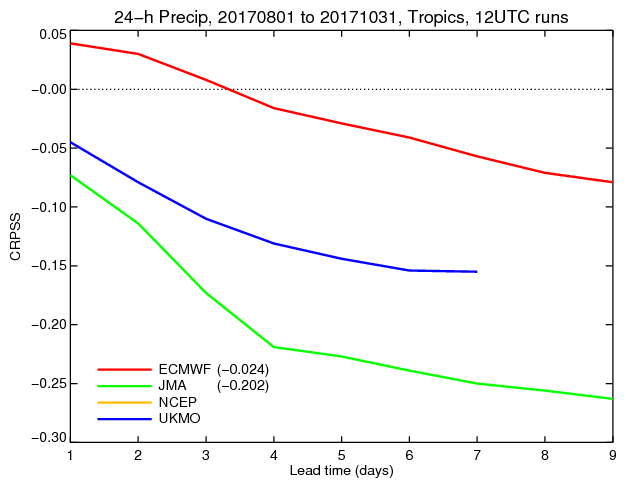 24-h Precip, 20170801 to 20171031, Tropics, 12UTC runs
0.05
-0.00
-0.05
-0.10
-0.15
-0.20
-0.25
-0.30
CRPSS
ECMWF (-0.024)
JMA (-0.202)
NCEP
UKMO
1 2 3 4 5 6 7 8 9
Lead time (days)